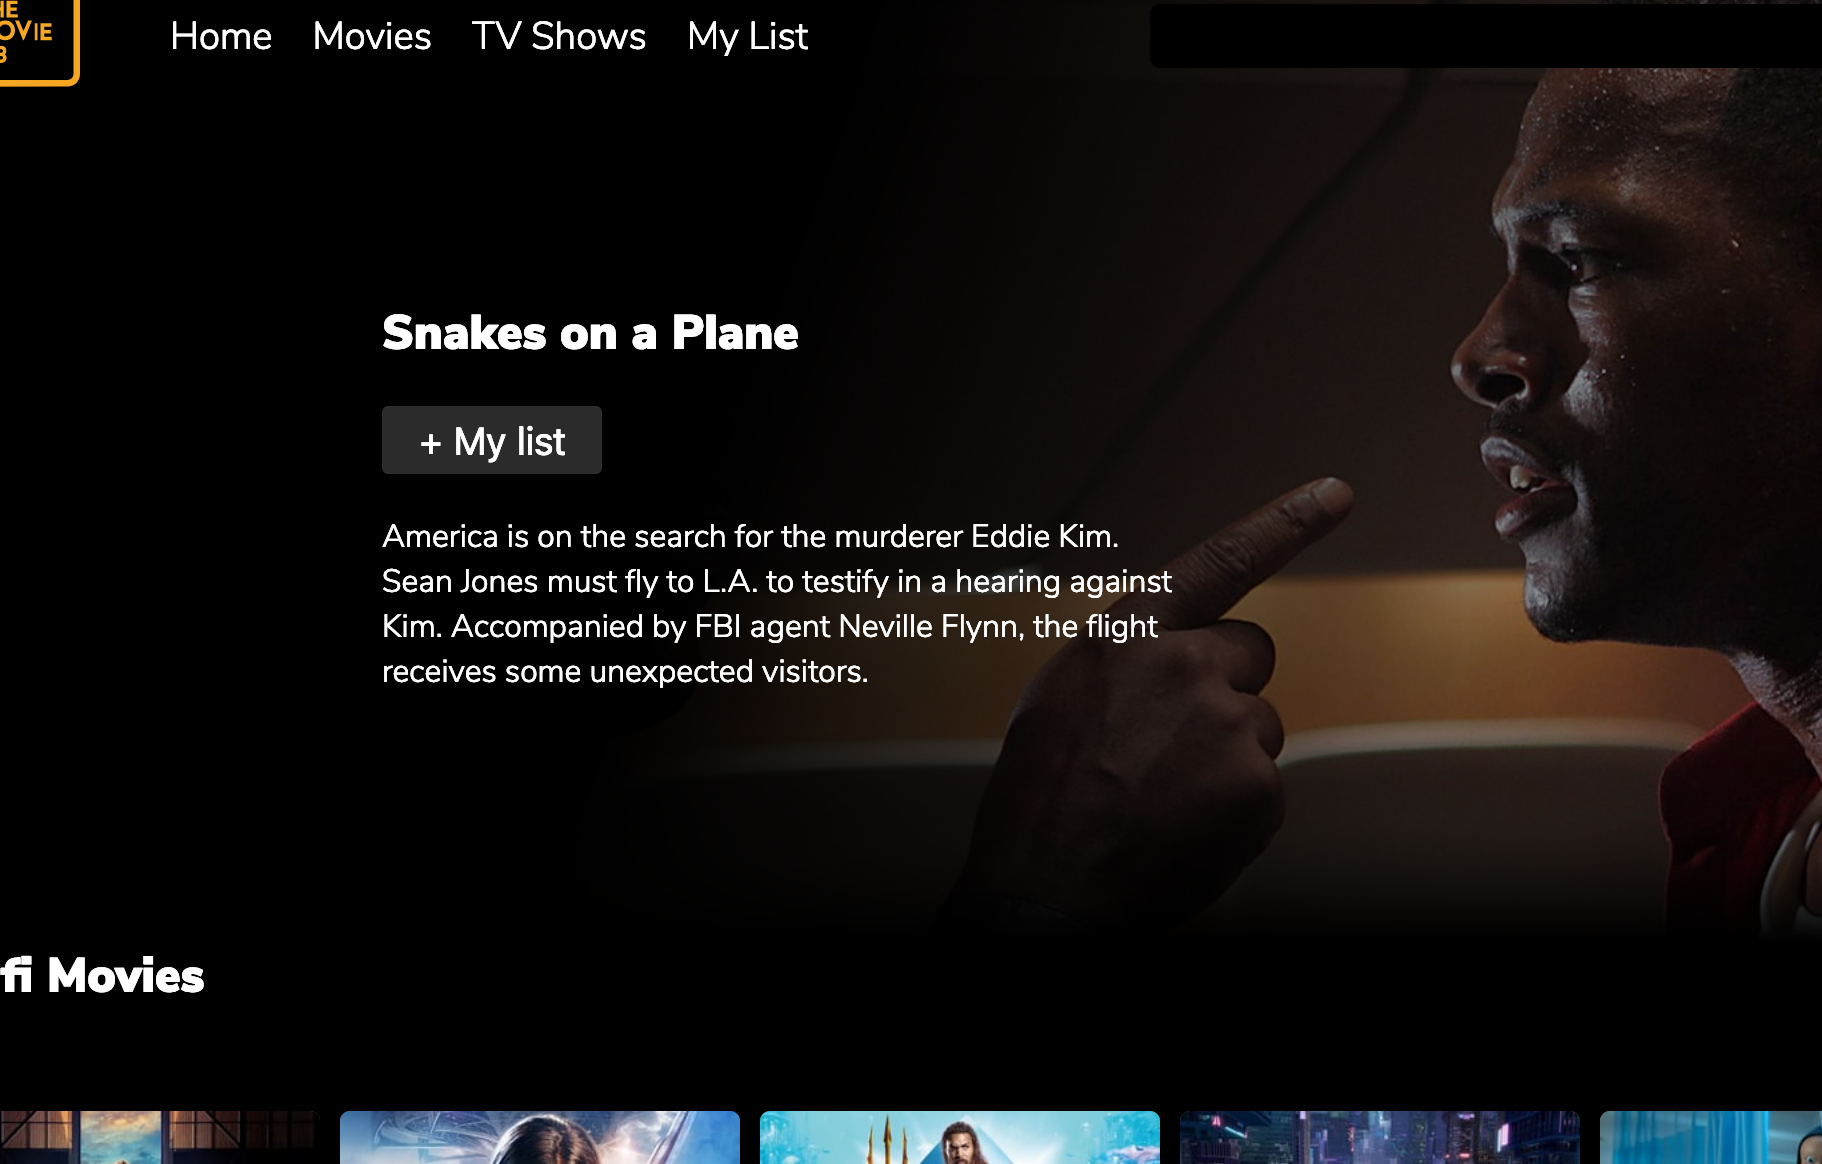 HE
OVIE
Home Movies TV Shows My List
Snakes on a Plane
+ My list
America is on the search for the murderer Eddie Kim.
Sean Jones must fly to L.A. to testify in a hearing against
Kim. Accompanied by FBI agent Neville Flynn, the flight
receives some unexpected visitors.
fi Movies